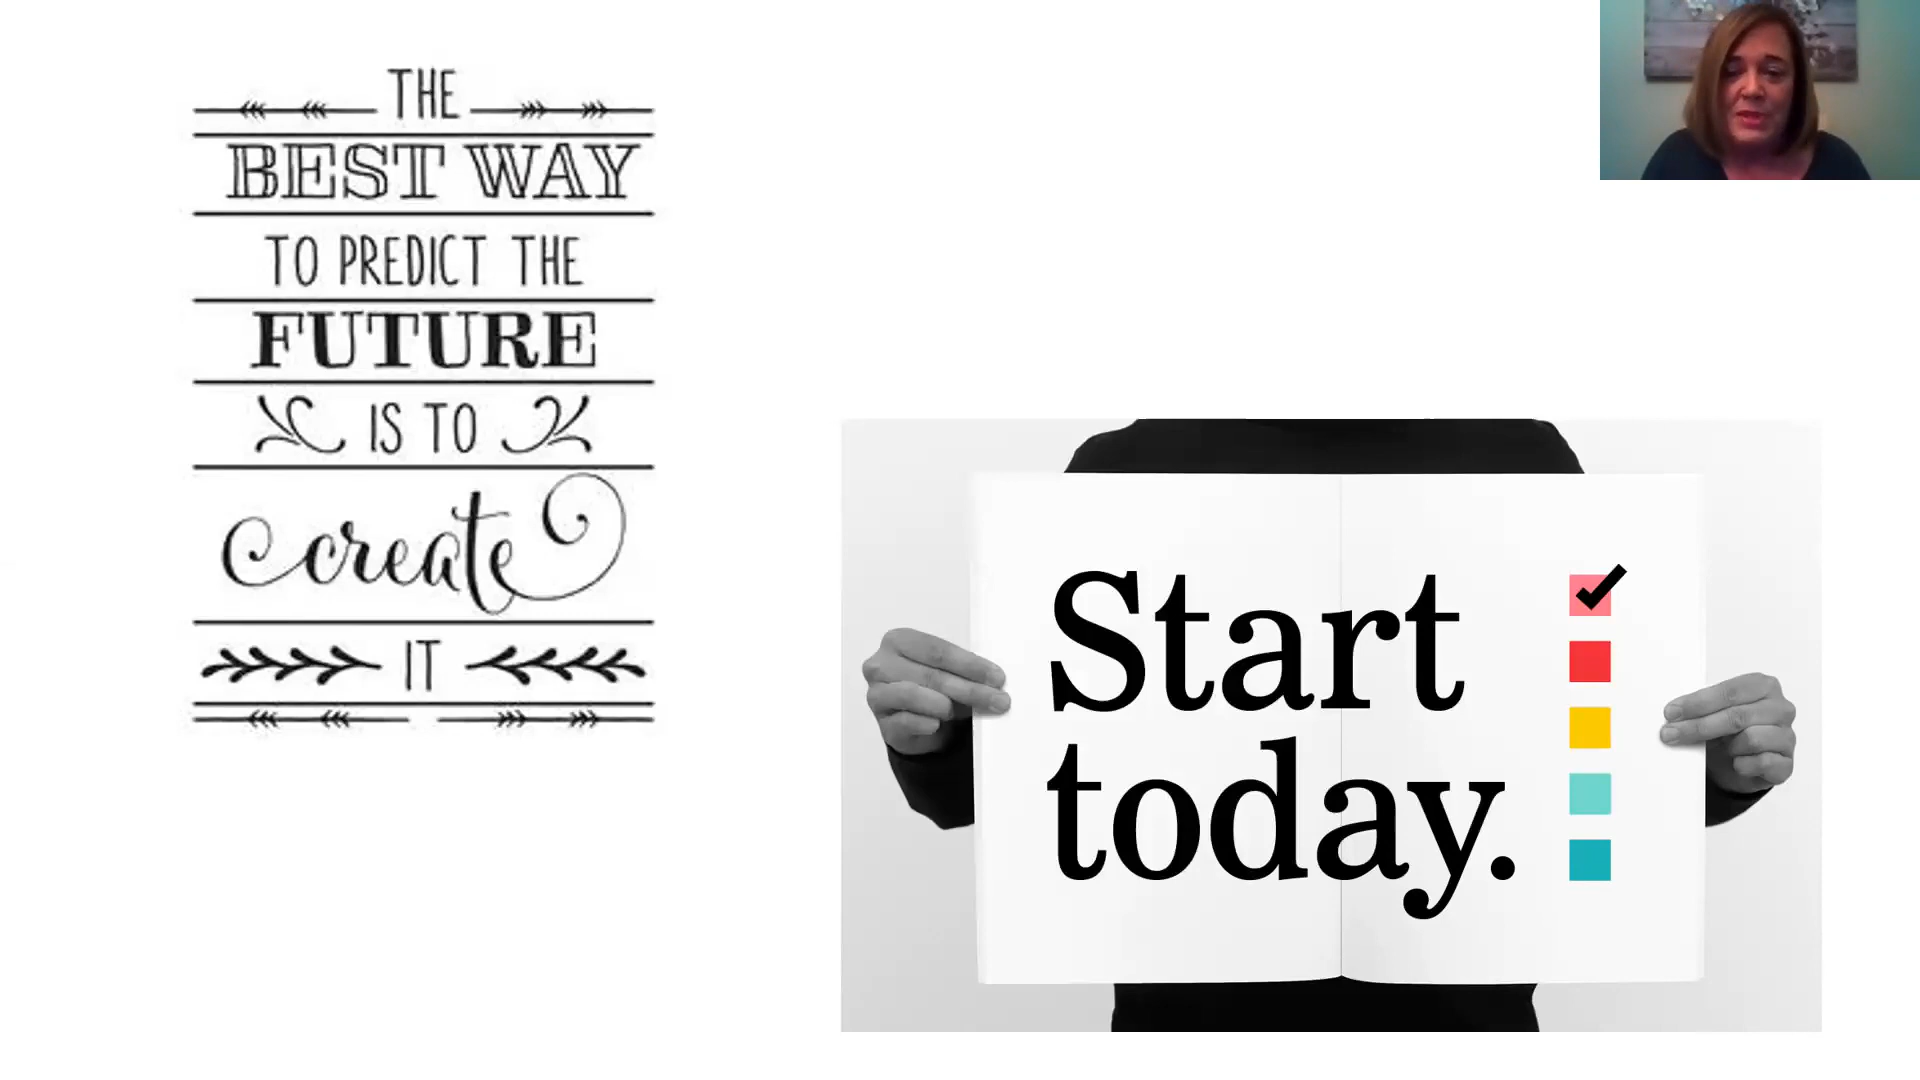 THE
BEST WAY
TO PREDICT THE
FUTURE
IS TO
create
IT
Start
today.